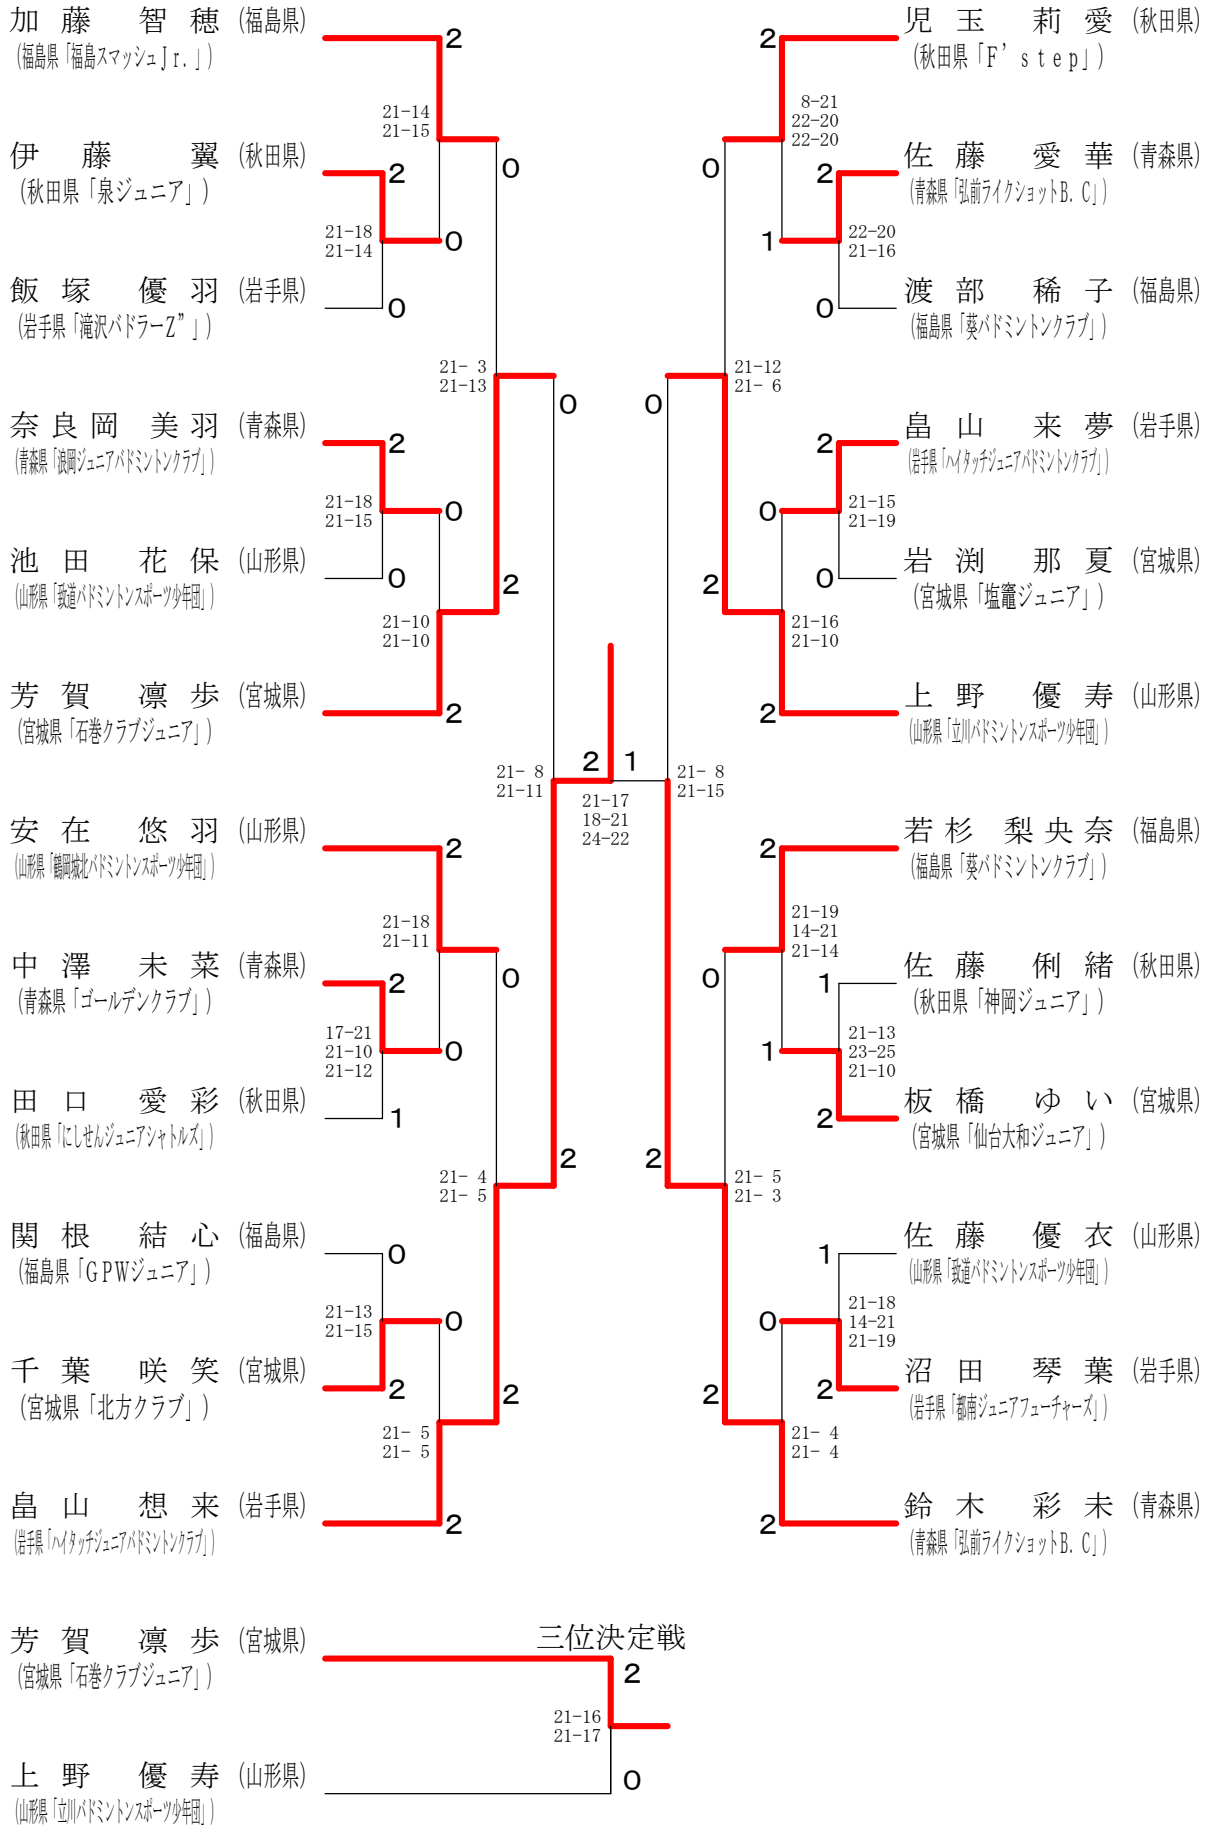 加藤 智穂 (福島県)
(福島県「福島スマッシュJr.」)
2
21-14
21-15
伊藤 翼 (秋田県)
(秋田県「泉ジュニア」)
2
0
21-18
21-14
0
飯塚 優羽 (岩手県)
(岩手県「滝沢バドラーZ”」)
0
21- 3
21-13
0
奈良岡 美羽 (青森県)
(青森県「浪岡ジュニアバドミントンクラブ」)
2
21-18
21-15
0
池田 花保 (山形県)
(山形県「致道バドミントンスポーツ少年団」)
0
2
21-10
21-10
芳賀 凛歩 (宮城県)
(宮城県「石巻クラブジュニア」)
2
21- 8
21-11
安在 悠羽 (山形県)
(山形県「鶴岡城北バドミントンスポーツ少年団」)
2
21-18
21-11
中澤 未菜 (青森県)
(青森県「ゴールデンクラブ」)
2
0
17-21
21-10
21-12
0
田口 愛彩 (秋田県)
(秋田県「にしせんジュニアシャトルズ」)
1
21- 4
21- 5
2
関根 結心 (福島県)
(福島県「GPWジュニア」)
0
21-13
21-15
0
千葉 咲笑 (宮城県)
(宮城県「北方クラブ」)
2
2
21- 5
21- 5
畠山 想来 (岩手県)
(岩手県「ハイタッチジュニアバドミントンクラブ」)
2
2 1
21-17
18-21
24-22
児玉 莉愛 (秋田県)
(秋田県「F’step」)
2
8-21
22-20
22-20
佐藤 愛華 (青森県)
(青森県「弘前ライクショットB.C」)
2
0
1
22-20
21-16
渡部 稀子 (福島県)
(福島県「葵バドミントンクラブ」)
0
21-12
21- 6
0
畠山 来夢 (岩手県)
(岩手県「ハイタッチジュニアバドミントンクラブ」)
2
0
21-15
21-19
岩渕 那夏 (宮城県)
(宮城県「塩竈ジュニア」)
0
2
21-16
21-10
上野 優寿 (山形県)
(山形県「立川バドミントンスポーツ少年団」)
2
21- 8
21-15
若杉 梨央奈 (福島県)
(福島県「葵バドミントンクラブ」)
2
21-19
14-21
21-14
佐藤 俐緒 (秋田県)
(秋田県「神岡ジュニア」)
1
0
1
21-13
23-25
21-10
板橋 ゆい (宮城県)
(宮城県「仙台大和ジュニア」)
2
2
21- 5
21- 3
佐藤 優衣 (山形県)
(山形県「致道バドミントンスポーツ少年団」)
1
21-18
14-21
21-19
0
沼田 琴葉 (岩手県)
(岩手県「都南ジュニアフューチャーズ」)
2
2
21- 4
21- 4
鈴木 彩未 (青森県)
(青森県「弘前ライクショットB.C」)
2
三位決定戦
芳賀 凛歩 (宮城県)
(宮城県「石巻クラブジュニア」)
2
21-16
21-17
上野 優寿 (山形県)
(山形県「立川バドミントンスポーツ少年団」)
0